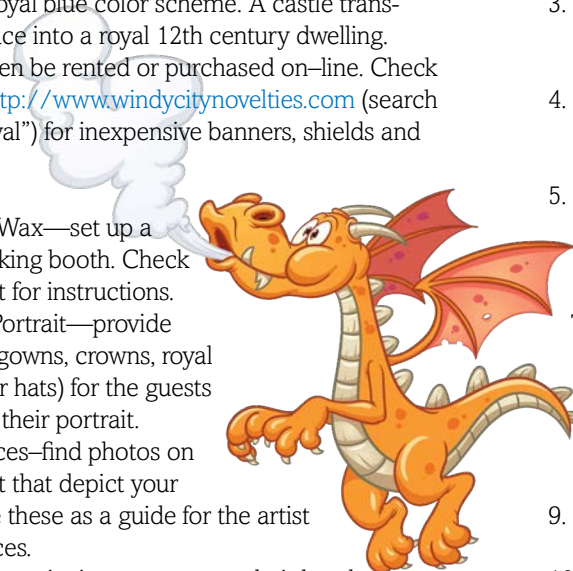 royal blue color scheme. A castle trans-
ce into a royal 12th century dwelling.
en be rented or purchased on–line. Check
tp://www.windycitynovelties.com (search
val”) for inexpensive banners, shields and
Wax—set up a
king booth. Check
t for instructions.
Portrait—provide
gowns, crowns, royal
r hats) for the guests
their portrait.
ces–find photos on
t that depict your
e these as a guide for the artist
ces.
3.
4.
5.
9.